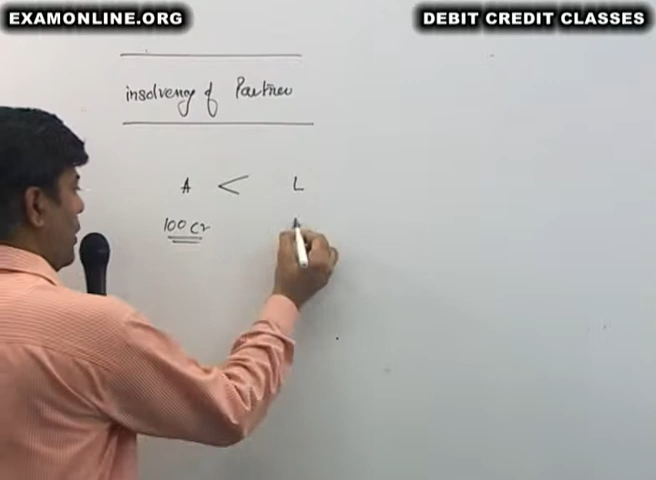 EXAMONLINE.ORG DEBIT CREDIT CLASSES
insolvency of Partner
A < L
100 Cr